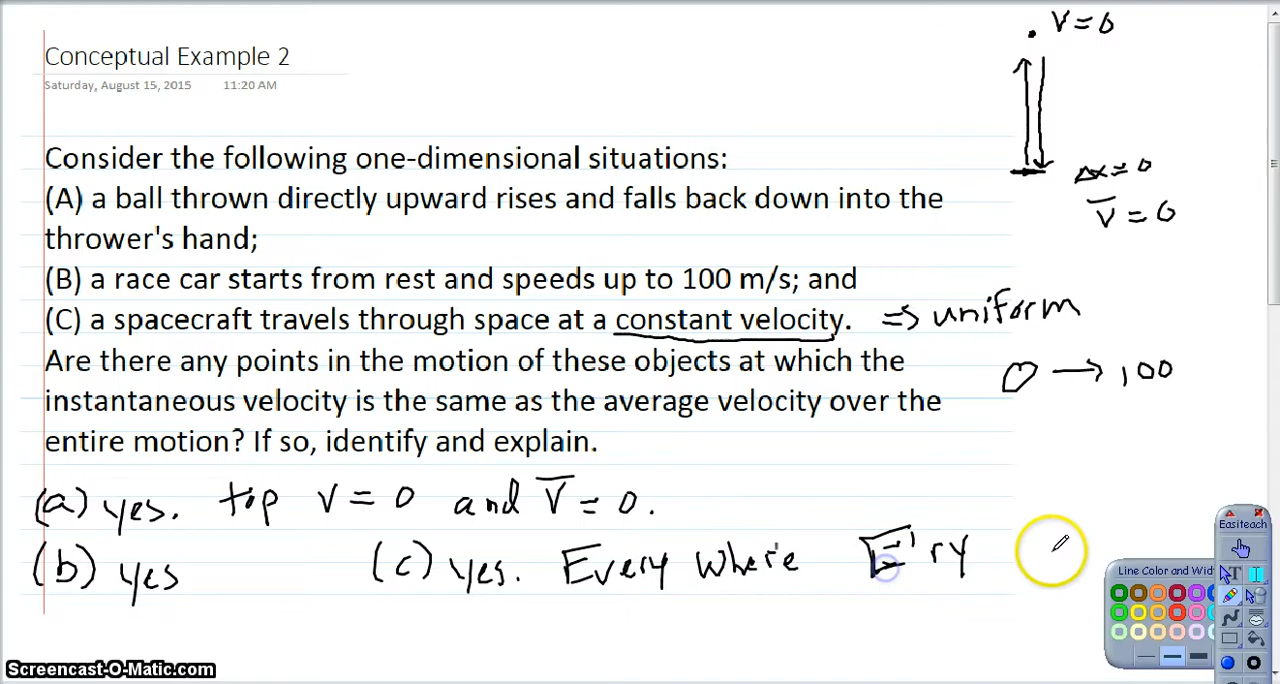 Conceptual Example 2
Saturday, August 15, 2015 11:20 AM
V = 0
Δx = 0
V̅ = 0
Consider the following one-dimensional situations:
(A) a ball thrown directly upward rises and falls back down into the
thrower's hand;
(B) a race car starts from rest and speeds up to 100 m/s; and
(C) a spacecraft travels through space at a constant velocity. => uniform
Are there any points in the motion of these objects at which the
0 → 100
instantaneous velocity is the same as the average velocity over the
entire motion? If so, identify and explain.
(a) yes. top V = 0 and V̅ = 0.
(b) yes (c) yes. Every where E'ry
Easiteach
Line Color and Wid
Screencast-O-Matic.com